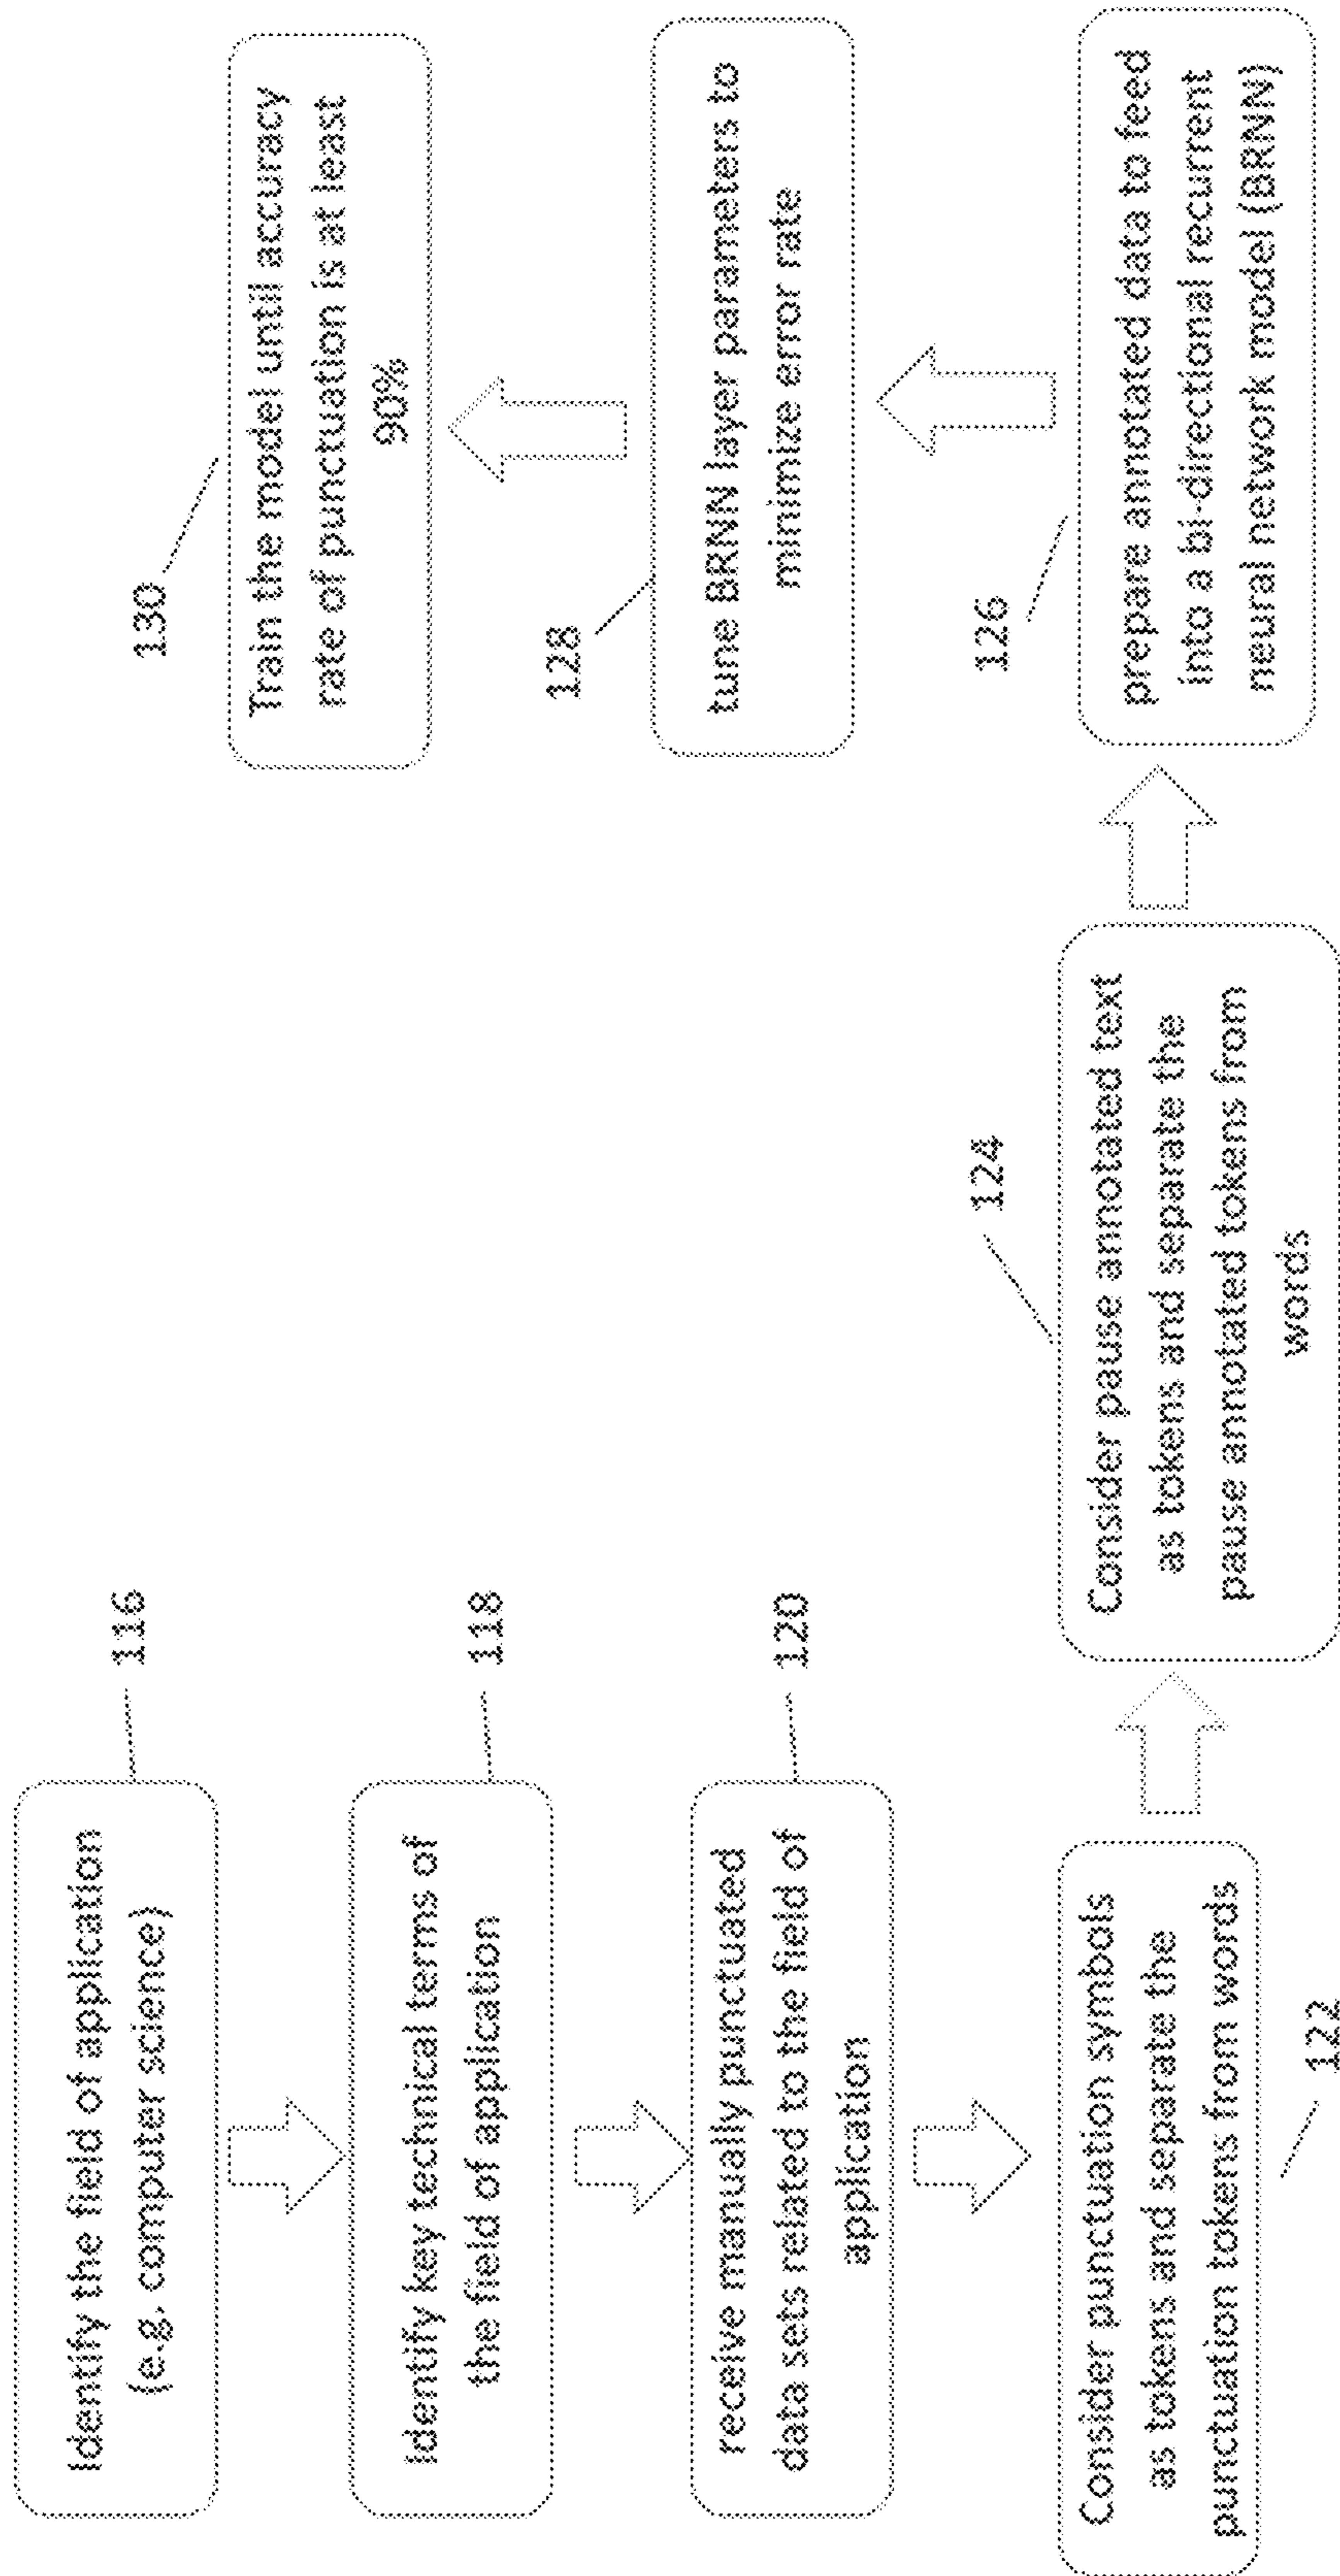 Identify the field of application
(e.g, computer science)
116
Identify key technical terms of
the field of application
118
receive manually punctuated
data sets related to the field of
application
120
Consider punctuation symbols
as tokens and separate the
punctuation tokens from words
122
Consider pause annotated text
as tokens and separate the
pause annotated tokens from
words
124
prepare annotated data to feed
into a bi-directional recurrent
neural network model (BRNN)
126
tune BRNN layer parameters to
minimize error rate
128
Train the model until accuracy
rate of punctuation is at least
90%
130